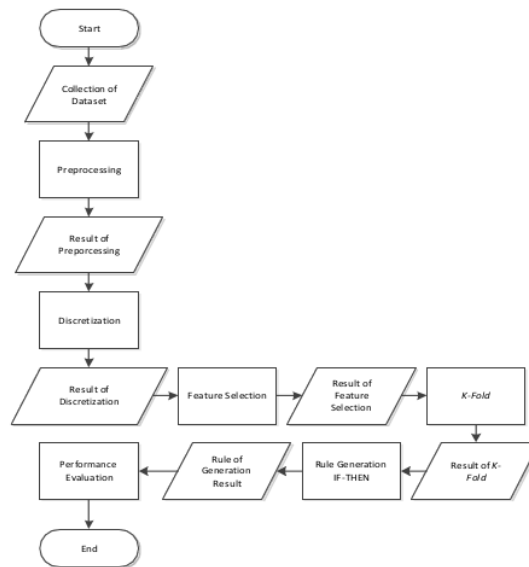 Start
Collection of
Dataset
Preprocessing
Result of
Preporcessing
Discretization
Result of
Discretization
Feature Selection
Result of
Feature
Selection
K-Fold
Result of K-
Fold
Rule Generation
IF-THEN
Rule of
Generation
Result
Performance
Evaluation
End